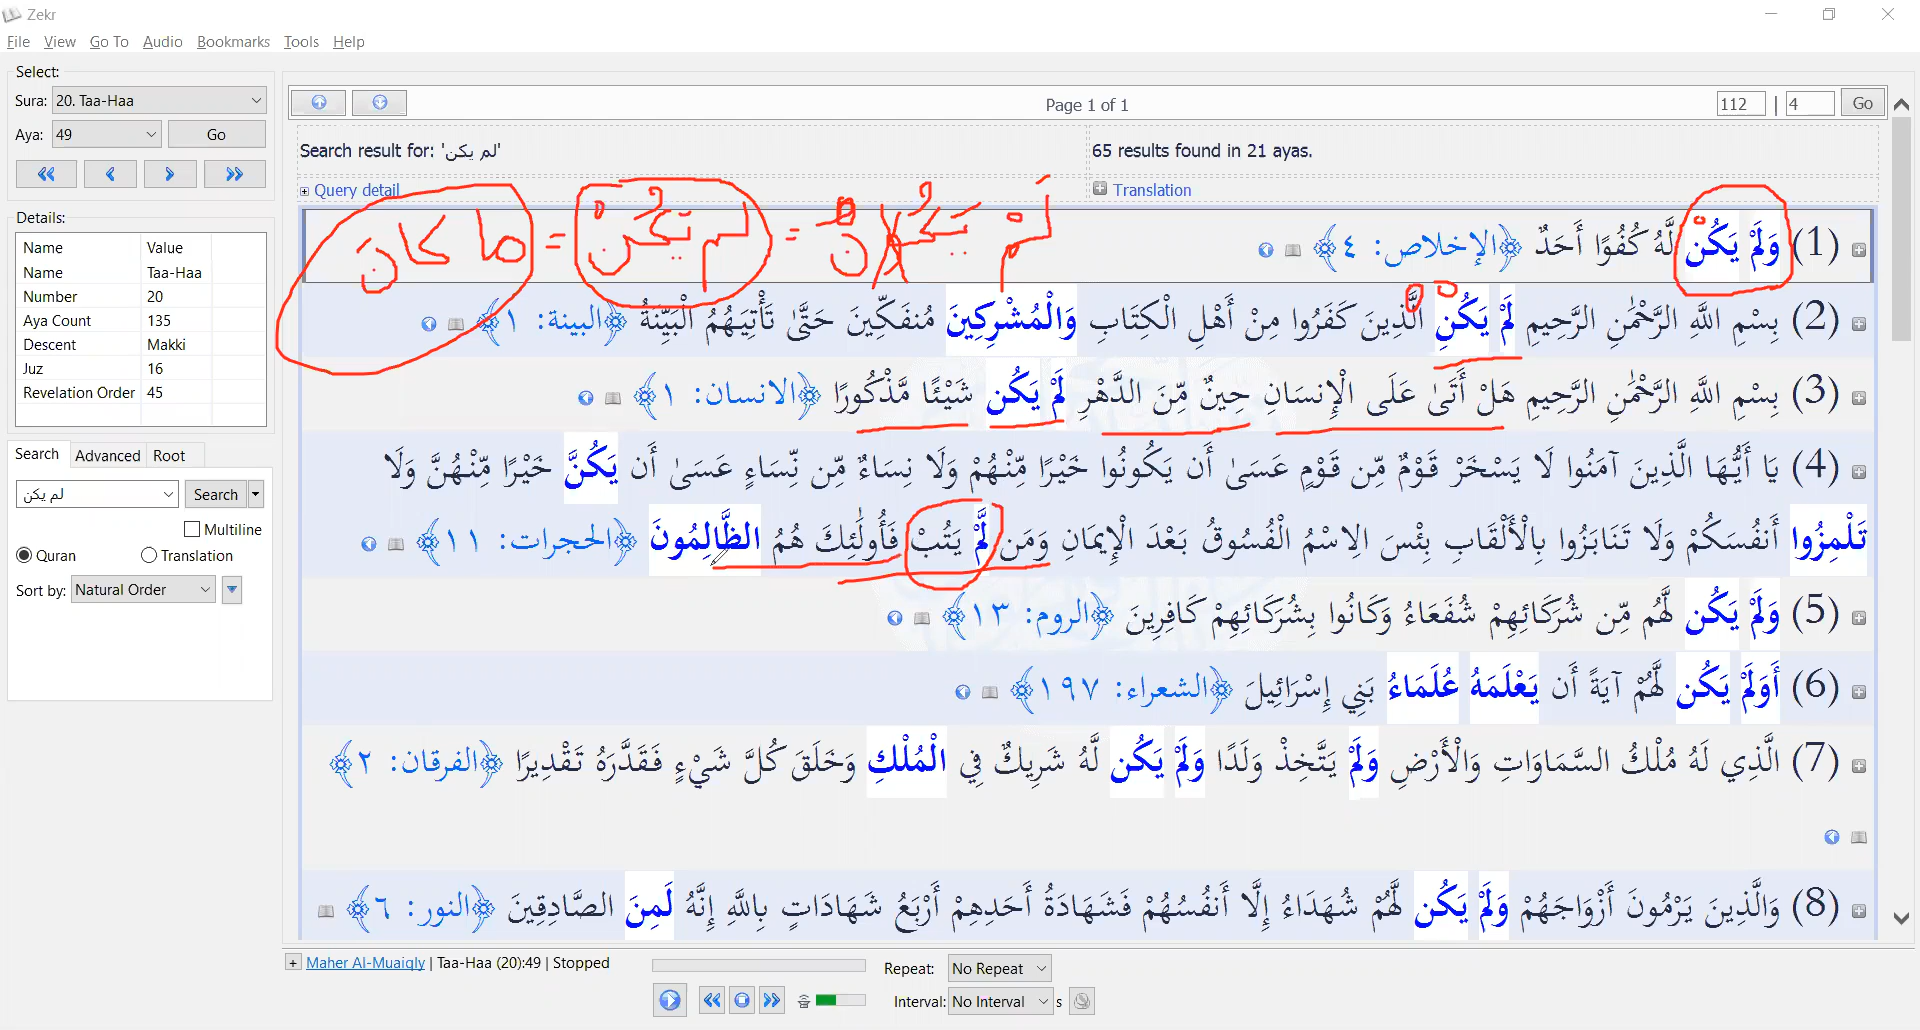 Zekr
File View Go To Audio Bookmarks Tools Help
Select:
Sura: 20. Taa-Haa
Aya: 49 Go
Details:
Name Value
Name Taa-Haa
Number 20
Aya Count 135
Descent Makki
Juz 16
Revelation Order 45
Search Advanced Root
لم يكن Search
Multiline
Quran Translation
Sort by: Natural Order
Page 1 of 1
112 | 4 Go
Search result for: 'لم يكن'
65 results found in 21 ayas.
Query detail
Translation
ما كان = لم يكن =
(1) وَلَمْ يَكُن لَّهُ كُفُوًا أَحَدٌ ﴿الإخلاص: ٤﴾
(2) بِسْمِ اللَّهِ الرَّحْمَٰنِ الرَّحِيمِ لَمْ يَكُنِ الَّذِينَ كَفَرُوا مِنْ أَهْلِ الْكِتَابِ وَالْمُشْرِكِينَ مُنفَكِّينَ حَتَّىٰ تَأْتِيَهُمُ الْبَيِّنَةُ ﴿البينة: ١﴾
(3) بِسْمِ اللَّهِ الرَّحْمَٰنِ الرَّحِيمِ هَلْ أَتَىٰ عَلَى الْإِنسَانِ حِينٌ مِّنَ الدَّهْرِ لَمْ يَكُن شَيْئًا مَّذْكُورًا ﴿الانسان: ١﴾
(4) يَا أَيُّهَا الَّذِينَ آمَنُوا لَا يَسْخَرْ قَوْمٌ مِّن قَوْمٍ عَسَىٰ أَن يَكُونُوا خَيْرًا مِّنْهُمْ وَلَا نِسَاءٌ مِّن نِّسَاءٍ عَسَىٰ أَن يَكُنَّ خَيْرًا مِّنْهُنَّ وَلَا
تَلْمِزُوا أَنفُسَكُمْ وَلَا تَنَابَزُوا بِالْأَلْقَابِ بِئْسَ الِاسْمُ الْفُسُوقُ بَعْدَ الْإِيمَانِ وَمَن لَّمْ يَتُبْ فَأُولَٰئِكَ هُمُ الظَّالِمُونَ ﴿الحجرات: ١١﴾
(5) وَلَمْ يَكُن لَّهُم مِّن شُرَكَائِهِمْ شُفَعَاءُ وَكَانُوا بِشُرَكَائِهِمْ كَافِرِينَ ﴿الروم: ١٣﴾
(6) أَوَلَمْ يَكُن لَّهُمْ آيَةً أَن يَعْلَمَهُ عُلَمَاءُ بَنِي إِسْرَائِيلَ ﴿الشعراء: ١٩٧﴾
(7) الَّذِي لَهُ مُلْكُ السَّمَاوَاتِ وَالْأَرْضِ وَلَمْ يَتَّخِذْ وَلَدًا وَلَمْ يَكُن لَّهُ شَرِيكٌ فِي الْمُلْكِ وَخَلَقَ كُلَّ شَيْءٍ فَقَدَّرَهُ تَقْدِيرًا ﴿الفرقان: ٢﴾
(8) وَالَّذِينَ يَرْمُونَ أَزْوَاجَهُمْ وَلَمْ يَكُن لَّهُمْ شُهَدَاءُ إِلَّا أَنفُسُهُمْ فَشَهَادَةُ أَحَدِهِمْ أَرْبَعُ شَهَادَاتٍ بِاللَّهِ إِنَّهُ لَمِنَ الصَّادِقِينَ ﴿النور: ٦﴾
Maher Al-Muaiqly | Taa-Haa (20):49 | Stopped
Repeat: No Repeat
Interval: No Interval s